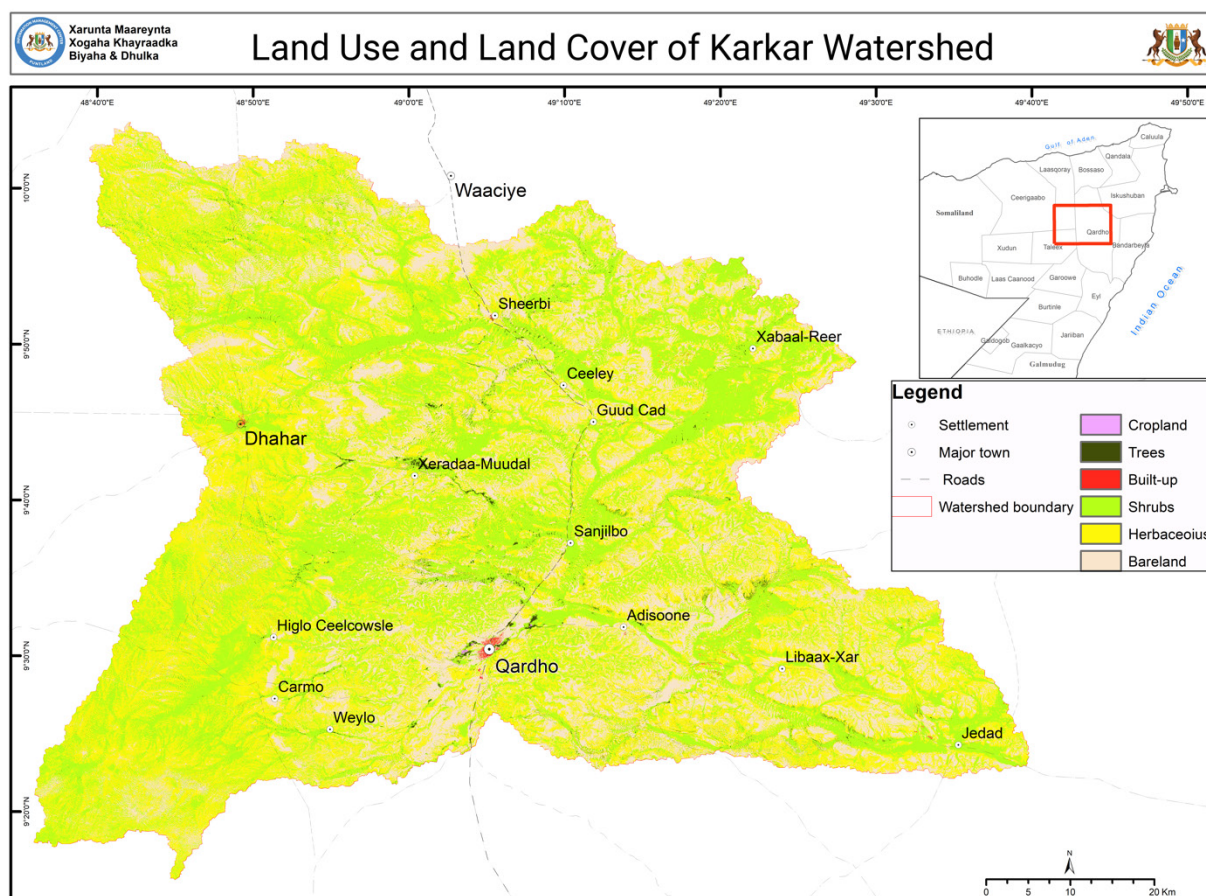 Xarunta Maareynta
Xogaha Khayraadka
Biyaha & Dhulka
Land Use and Land Cover of Karkar Watershed
48°40'0"E
48°50'0"E
49°0'0"E
49°10'0"E
49°20'0"E
49°30'0"E
49°40'0"E
49°50'0"E
10°0'0"N
9°50'0"N
9°40'0"N
9°30'0"N
9°20'0"N
Waaciye
Sheerbi
Xabaal-Reer
Ceeley
Guud Cad
Dhahar
Xeradaa-Muudal
Sanjilbo
Adisoone
Higlo Ceelcowsle
Libaax-Xar
Qardho
Carmo
Weylo
Jedad
Gulf of Aden
Caluula
Qandala
Laasqoray
Bossaso
Ceengaabo
Iskushuban
Somaliland
Qardho
Xudun
Taleex
Bandarbeyla
Buhodle
Laas Caanood
Garoowe
Eyl
Burtinle
Indian Ocean
ETHIOPIA
Galdogob
Gaalkacyo
Jariiban
Galmudug
Legend
Settlement
Major town
Roads
Watershed boundary
Cropland
Trees
Built-up
Shrubs
Herbaceoius
Bareland
N
0 5 10 20 Km